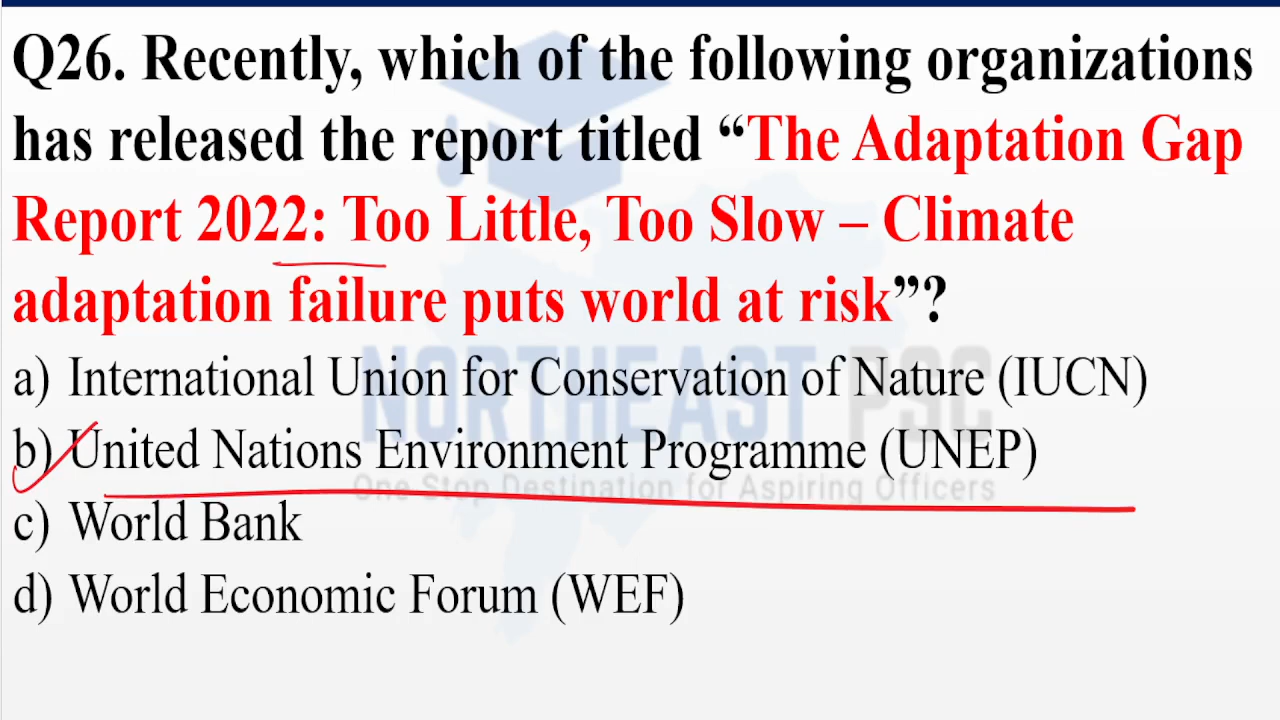 Q26. Recently, which of the following organizations
has released the report titled “The Adaptation Gap
Report 2022: Too Little, Too Slow – Climate
adaptation failure puts world at risk”?
a) International Union for Conservation of Nature (IUCN)
NORTHEAST PSC
b) United Nations Environment Programme (UNEP)
One Stop Destination for Aspiring Officers
c) World Bank
d) World Economic Forum (WEF)